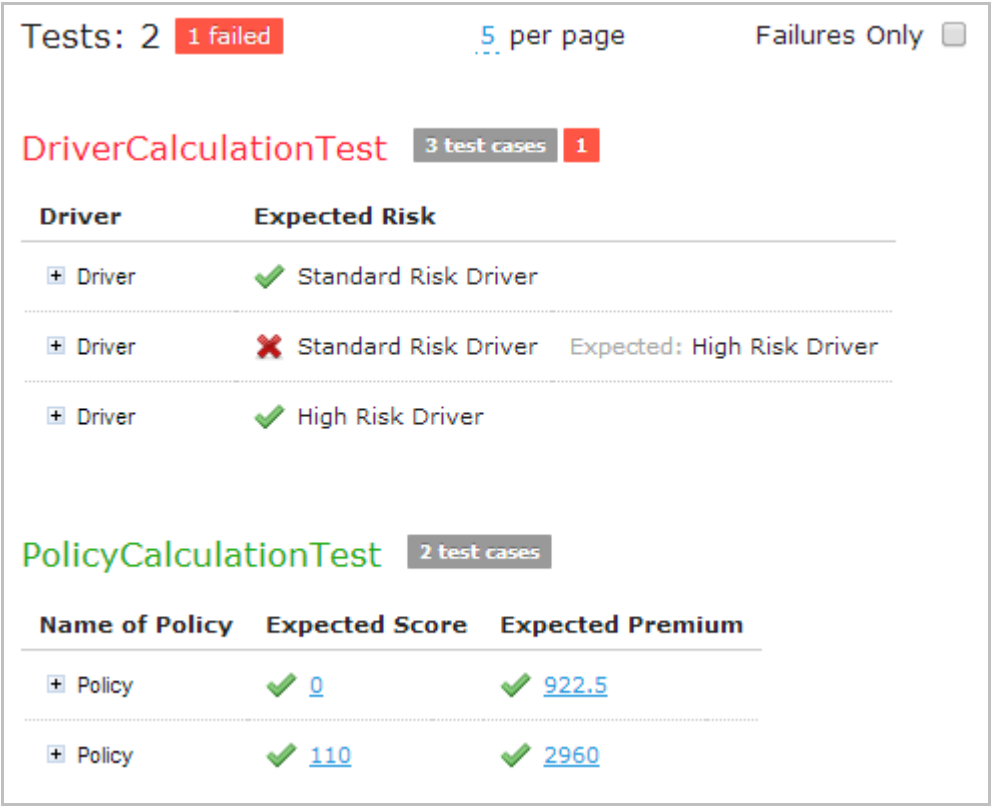 Tests: 2 1 failed 5 per page Failures Only
DriverCalculationTest 3 test cases 1
Driver Expected Risk
Driver Standard Risk Driver
Driver Standard Risk Driver Expected: High Risk Driver
Driver High Risk Driver
PolicyCalculationTest 2 test cases
Name of Policy Expected Score Expected Premium
Policy 0 922.5
Policy 110 2960